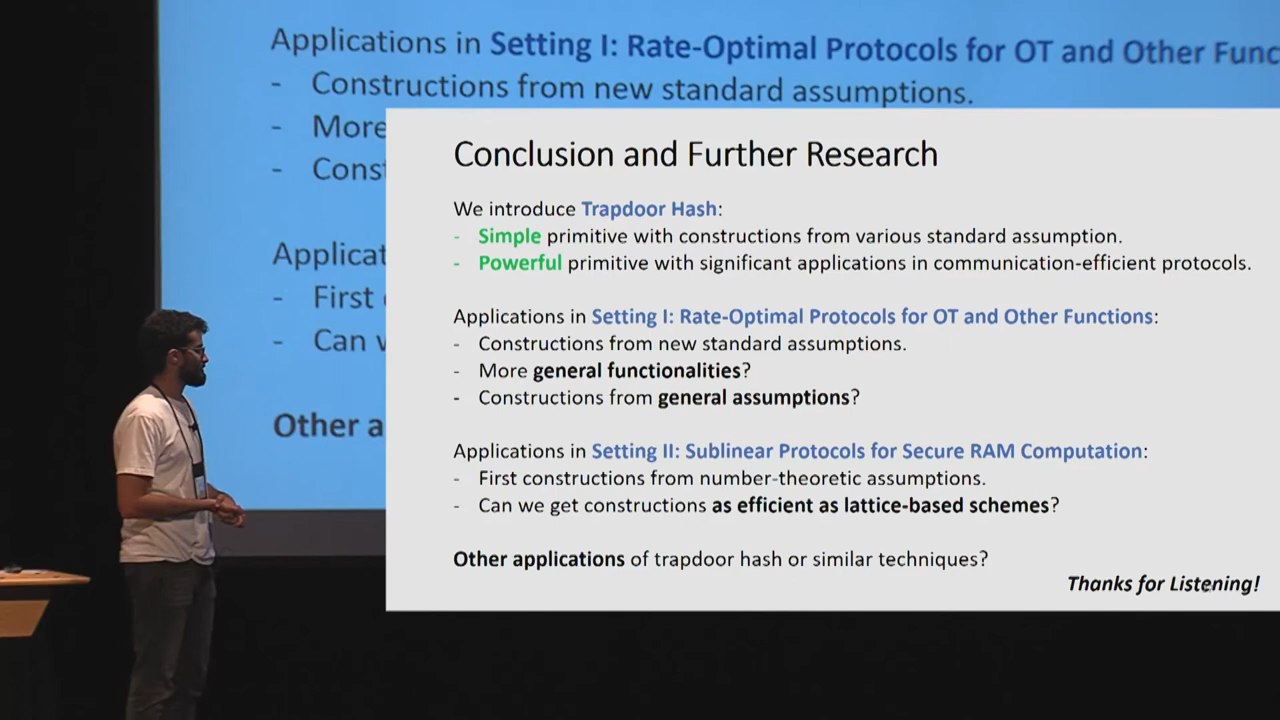 Applications in Setting I: Rate-Optimal Protocols for OT and Other Func
- Constructions from new standard assumptions.
- More
- Const
Applicat
- First
- Can
Other a
Conclusion and Further Research
We introduce Trapdoor Hash:
- Simple primitive with constructions from various standard assumption.
- Powerful primitive with significant applications in communication-efficient protocols.
Applications in Setting I: Rate-Optimal Protocols for OT and Other Functions:
- Constructions from new standard assumptions.
- More general functionalities?
- Constructions from general assumptions?
Applications in Setting II: Sublinear Protocols for Secure RAM Computation:
- First constructions from number-theoretic assumptions.
- Can we get constructions as efficient as lattice-based schemes?
Other applications of trapdoor hash or similar techniques?
Thanks for Listening!